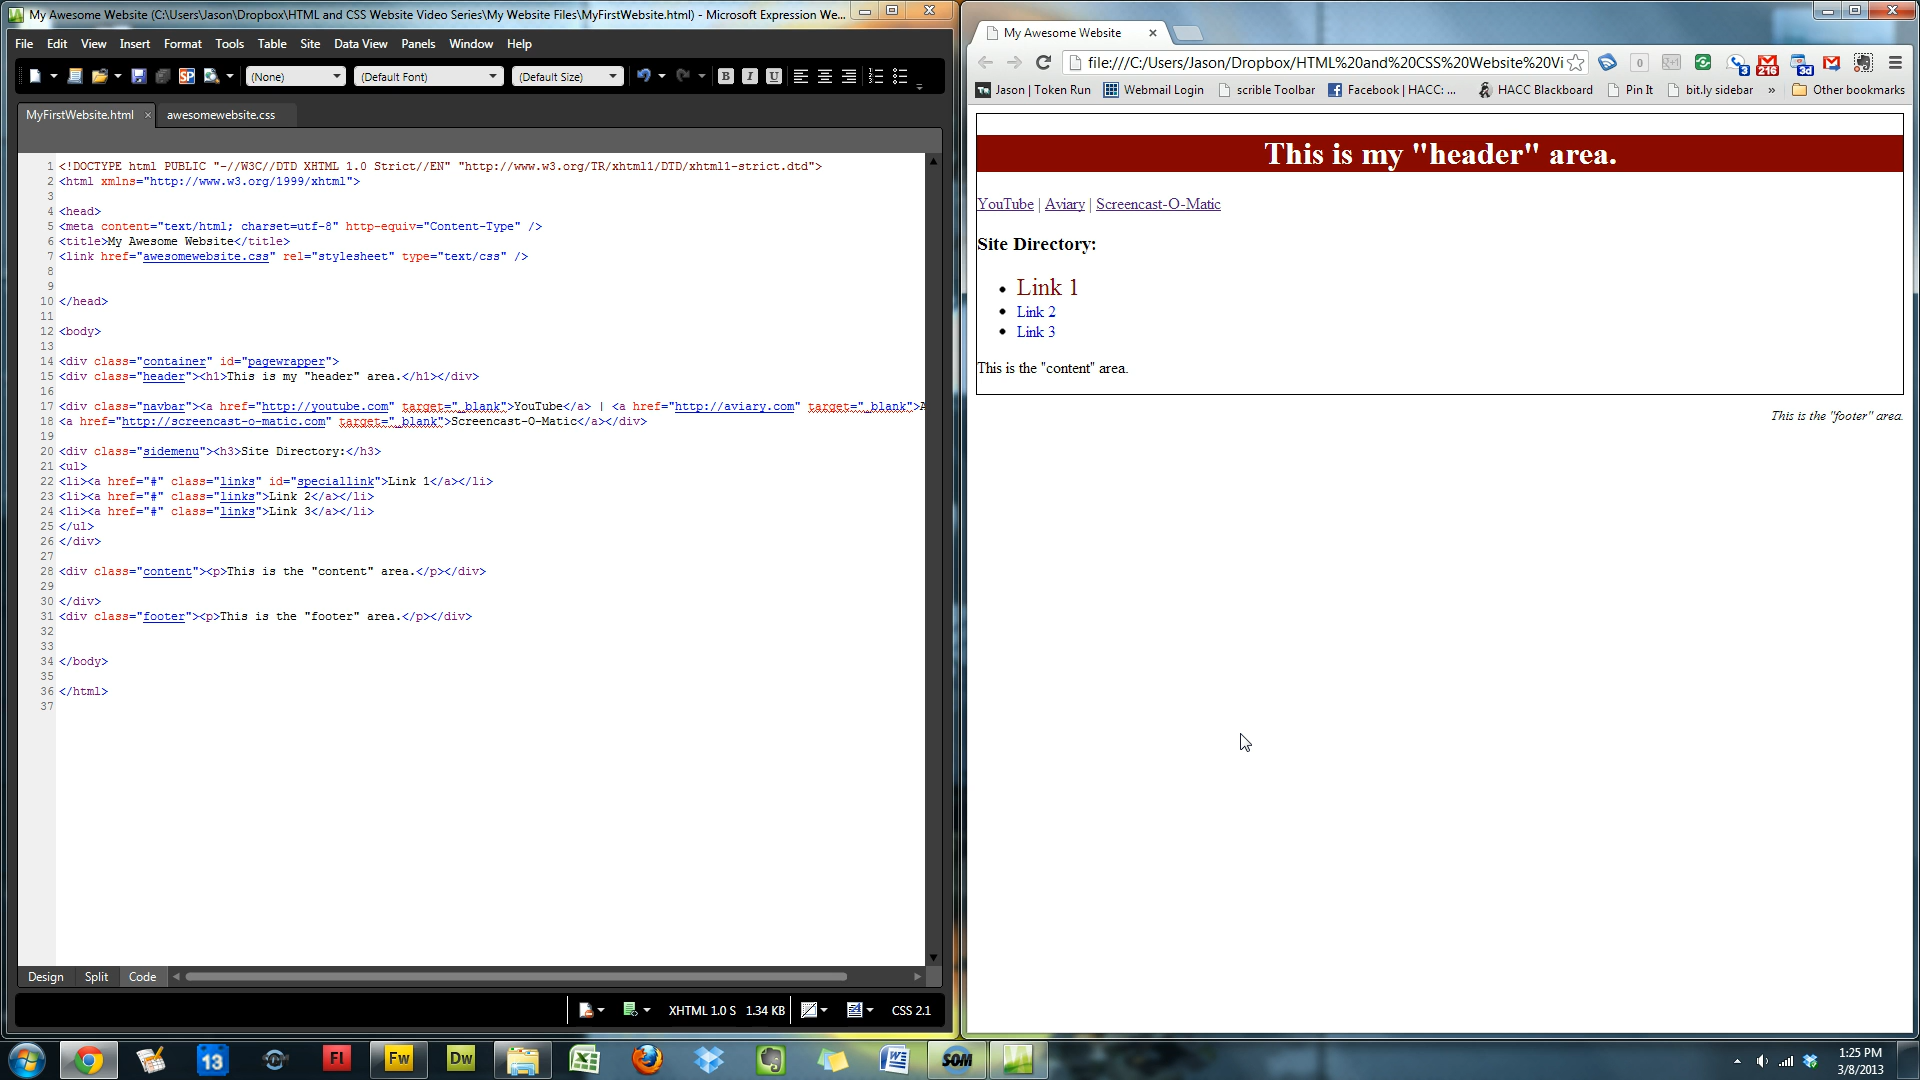 My Awesome Website (C:\Users\Jason\Dropbox\HTML and CSS Website Video Series\My Website Files\MyFirstWebsite.html) - Microsoft Expression We...
File Edit View Insert Format Tools Table Site Data View Panels Window Help
(None) (Default Font) (Default Size) B I U
MyFirstWebsite.html × awesomewebsite.css
1 <!DOCTYPE html PUBLIC "-//W3C//DTD XHTML 1.0 Strict//EN" "http://www.w3.org/TR/xhtml1/DTD/xhtml1-strict.dtd">
2 <html xmlns="http://www.w3.org/1999/xhtml">
3
4 <head>
5 <meta content="text/html; charset=utf-8" http-equiv="Content-Type" />
6 <title>My Awesome Website</title>
7 <link href="awesomewebsite.css" rel="stylesheet" type="text/css" />
8
9
10 </head>
11
12 <body>
13
14 <div class="container" id="pagewrapper">
15 <div class="header"><h1>This is my "header" area.</h1></div>
16
17 <div class="navbar"><a href="http://youtube.com" target="_blank">YouTube</a> | <a href="http://aviary.com" target="_blank">A
18 <a href="http://screencast-o-matic.com" target="_blank">Screencast-O-Matic</a></div>
19
20 <div class="sidemenu"><h3>Site Directory:</h3>
21 <ul>
22 <li><a href="#" class="links" id="speciallink">Link 1</a></li>
23 <li><a href="#" class="links">Link 2</a></li>
24 <li><a href="#" class="links">Link 3</a></li>
25 </ul>
26 </div>
27
28 <div class="content"><p>This is the "content" area.</p></div>
29
30 </div>
31 <div class="footer"><p>This is the "footer" area.</p></div>
32
33
34 </body>
35
36 </html>
37
Design Split Code
XHTML 1.0 S 1.34 KB CSS 2.1
My Awesome Website ×
file:///C:/Users/Jason/Dropbox/HTML%20and%20CSS%20Website%20Vi
0 3 216 3d
Jason | Token Run Webmail Login scrible Toolbar Facebook | HACC: ... HACC Blackboard Pin It bit.ly sidebar » Other bookmarks
This is my "header" area.
YouTube | Aviary | Screencast-O-Matic
Site Directory:
Link 1
Link 2
Link 3
This is the "content" area.
This is the "footer" area.
13 Fl Fw Dw SOM
1:25 PM
3/8/2013